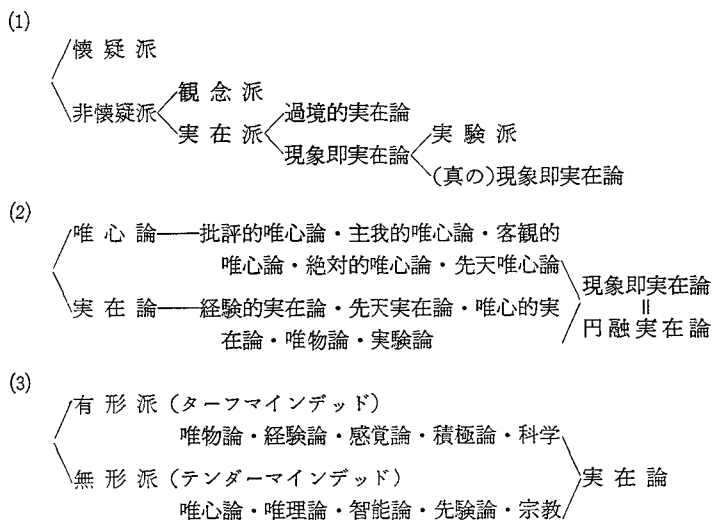 (1)
懐疑派
非懐疑派
観念派
実在派
過境的実在論
現象即実在論
実験派
(真の)現象即実在論
(2)
唯心論──批評的唯心論・主我的唯心論・客観的
唯心論・絶対的唯心論・先天唯心論
実在論──経験的実在論・先天実在論・唯心的実
在論・唯物論・実験論
現象即実在論
॥
円融実在論
(3)
有形派(ターフマインデッド)
唯物論・経験論・感覚論・積極論・科学
無形派(テンダーマインデッド)
唯心論・唯理論・智能論・先験論・宗教
実在論